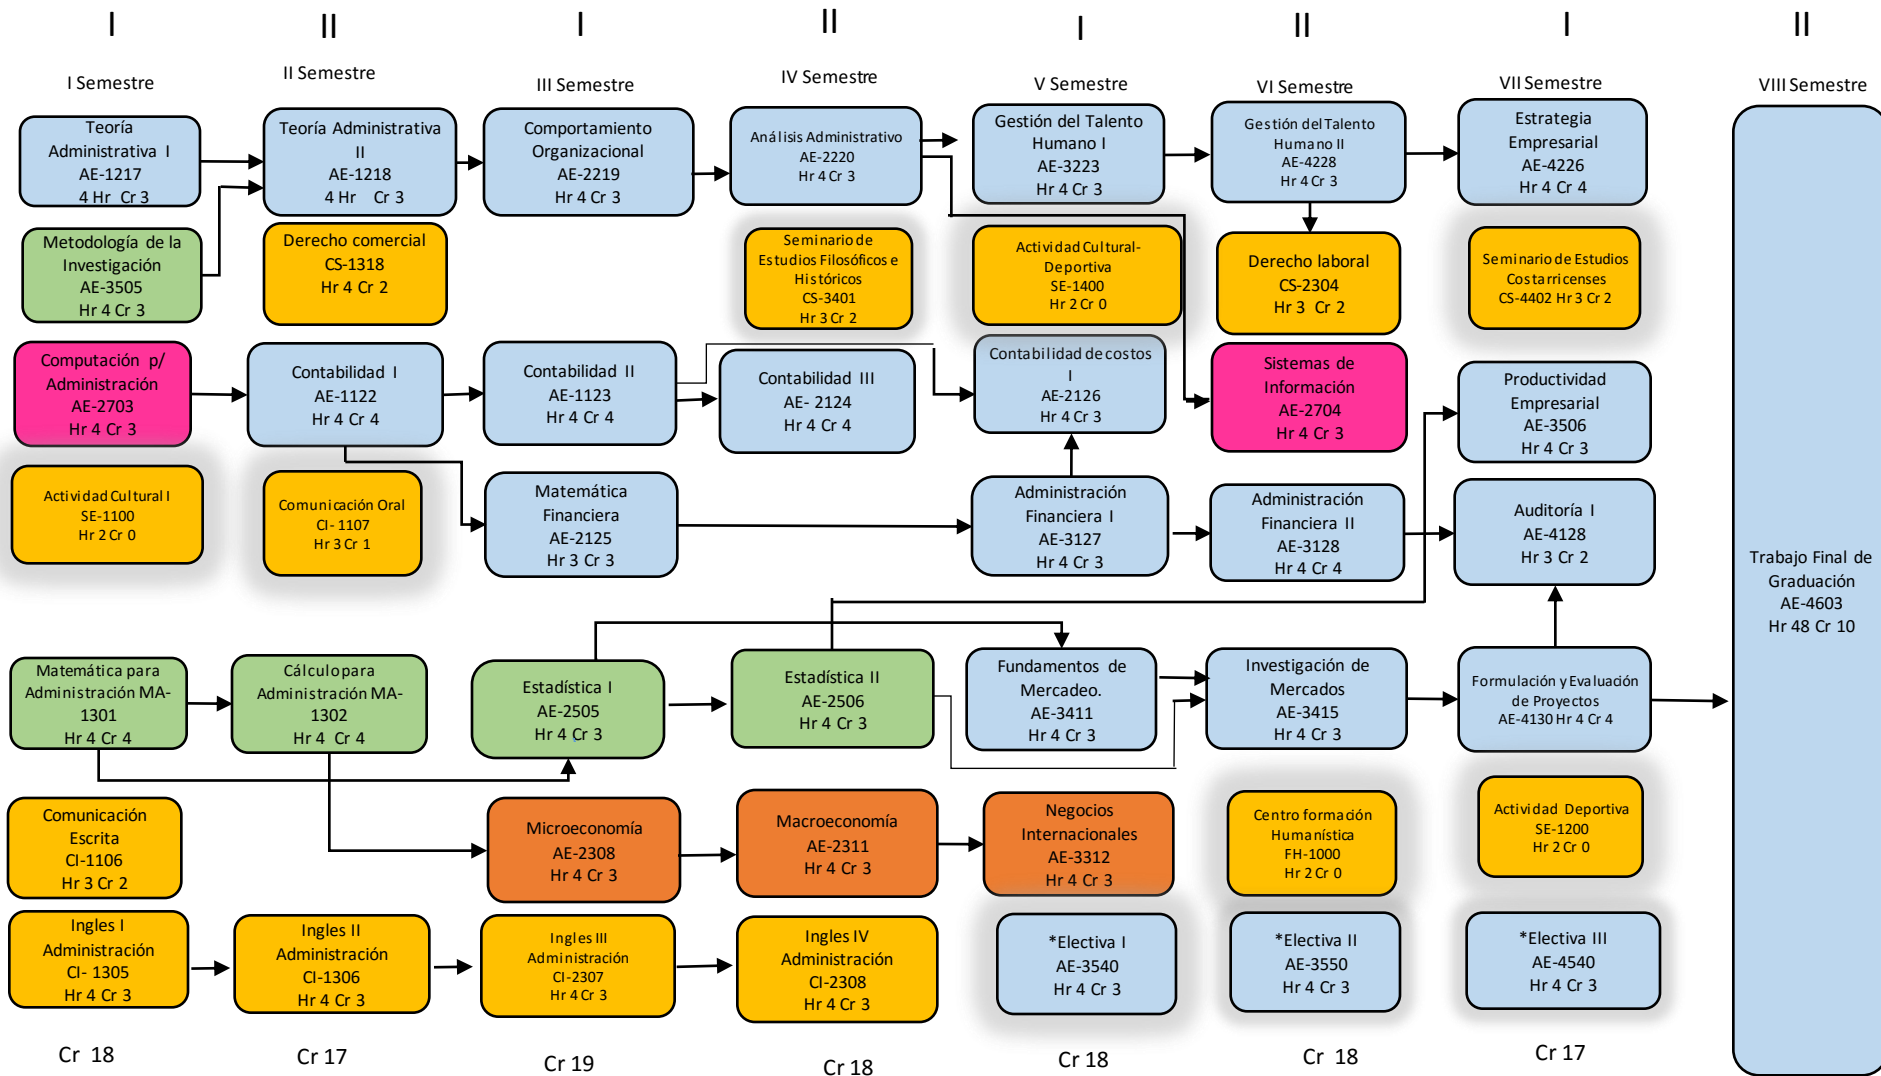 I
II
I
II
I
II
I
II
I Semestre
II Semestre
III Semestre
IV Semestre
V Semestre
VI Semestre
VII Semestre
VIII Semestre
Teoría
Administrativa I
AE-1217
4 Hr Cr 3
Teoría Administrativa
II
AE-1218
4 Hr Cr 3
Comportamiento
Organizacional
AE-2219
Hr 4 Cr 3
Análisis Administrativo
AE-2220
Hr 4 Cr 3
Gestión del Talento
Humano I
AE-3223
Hr 4 Cr 3
Gestión del Talento
Humano II
AE-4228
Hr 4 Cr 3
Estrategia
Empresarial
AE-4226
Hr 4 Cr 4
Metodología de la
Investigación
AE-3505
Hr 4 Cr 3
Derecho comercial
CS-1318
Hr 4 Cr 2
Seminario de
Estudios Filosóficos e
Históricos
CS-3401
Hr 3 Cr 2
Actividad Cultural-
Deportiva
SE-1400
Hr 2 Cr 0
Derecho laboral
CS-2304
Hr 3 Cr 2
Seminario de Estudios
Costarricenses
CS-4402 Hr 3 Cr 2
Computación p/
Administración
AE-2703
Hr 4 Cr 3
Contabilidad I
AE-1122
Hr 4 Cr 4
Contabilidad II
AE-1123
Hr 4 Cr 4
Contabilidad III
AE- 2124
Hr 4 Cr 4
Contabilidad de costos
I
AE-2126
Hr 4 Cr 3
Sistemas de
Información
AE-2704
Hr 4 Cr 3
Productividad
Empresarial
AE-3506
Hr 4 Cr 3
Actividad Cultural I
SE-1100
Hr 2 Cr 0
Comunicación Oral
CI- 1107
Hr 3 Cr 1
Matemática
Financiera
AE-2125
Hr 3 Cr 3
Administración
Financiera I
AE-3127
Hr 4 Cr 3
Administración
Financiera II
AE-3128
Hr 4 Cr 4
Auditoría I
AE-4128
Hr 3 Cr 2
Trabajo Final de
Graduación
AE-4603
Hr 48 Cr 10
Matemática para
Administración MA-
1301
Hr 4 Cr 4
Cálculo para
Administración MA-
1302
Hr 4 Cr 4
Estadística I
AE-2505
Hr 4 Cr 3
Estadística II
AE-2506
Hr 4 Cr 3
Fundamentos de
Mercadeo.
AE-3411
Hr 4 Cr 3
Investigación de
Mercados
AE-3415
Hr 4 Cr 3
Formulación y Evaluación
de Proyectos
AE-4130 Hr 4 Cr 4
Comunicación
Escrita
CI-1106
Hr 3 Cr 2
Microeconomía
AE-2308
Hr 4 Cr 3
Macroeconomía
AE-2311
Hr 4 Cr 3
Negocios
Internacionales
AE-3312
Hr 4 Cr 3
Centro formación
Humanística
FH-1000
Hr 2 Cr 0
Actividad Deportiva
SE-1200
Hr 2 Cr 0
Ingles I
Administración
CI- 1305
Hr 4 Cr 3
Ingles II
Administración
CI-1306
Hr 4 Cr 3
Ingles III
Administración
CI-2307
Hr 4 Cr 3
Ingles IV
Administración
CI-2308
Hr 4 Cr 3
*Electiva I
AE-3540
Hr 4 Cr 3
*Electiva II
AE-3550
Hr 4 Cr 3
*Electiva III
AE-4540
Hr 4 Cr 3
Cr 18
Cr 17
Cr 19
Cr 18
Cr 18
Cr 18
Cr 17